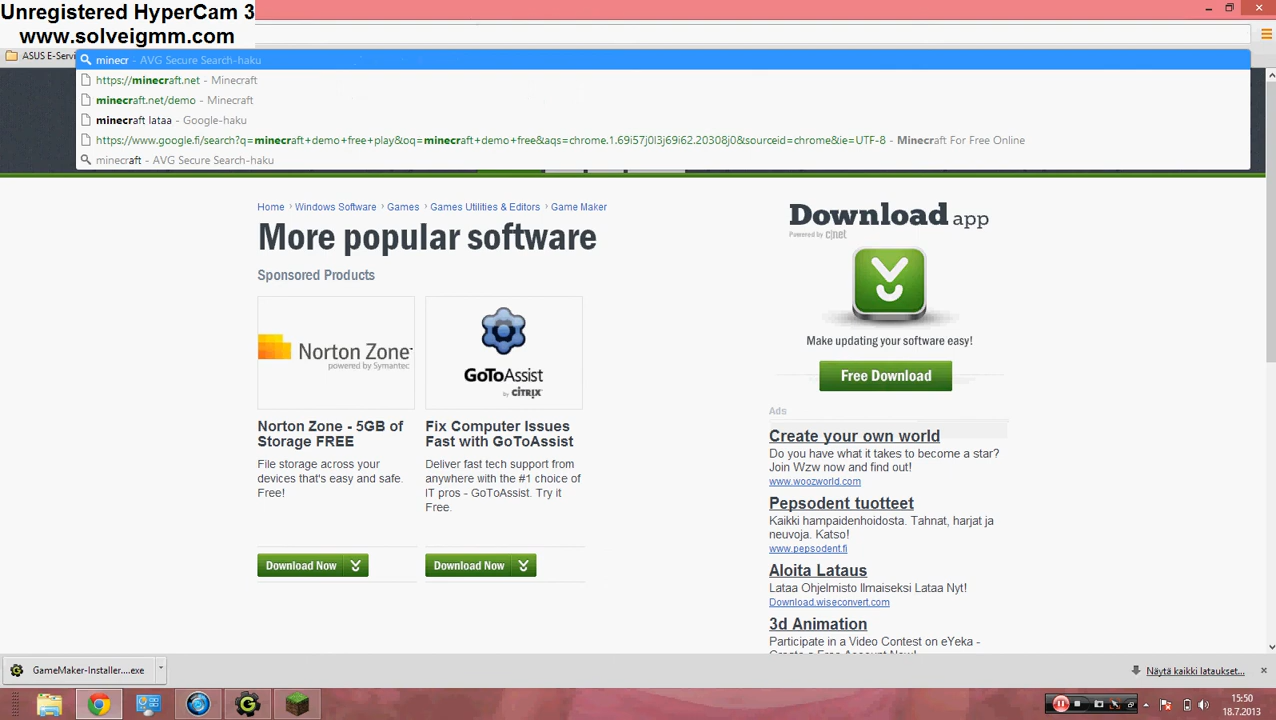 Unregistered HyperCam 3
www.solveigmm.com
ASUS E-Servi
minecr - AVG Secure Search-haku
https://minecraft.net - Minecraft
minecraft.net/demo - Minecraft
minecraft lataa - Google-haku
https://www.google.fi/search?q=minecraft+demo+free+play&oq=minecraft+demo+free&aqs=chrome.1.69i57j0l3j69i62.20308j0&sourceid=chrome&ie=UTF-8 - Minecraft For Free Online
minecraft - AVG Secure Search-haku
Home › Windows Software › Games › Games Utilities & Editors › Game Maker
More popular software
Sponsored Products
Norton Zone
powered by Symantec
GoToAssist
by CITRIX
Norton Zone - 5GB of
Storage FREE
Fix Computer Issues
Fast with GoToAssist
File storage across your
devices that's easy and safe.
Free!
Deliver fast tech support from
anywhere with the #1 choice of
IT pros - GoToAssist. Try it
Free.
Download Now
Download Now
Download app
Powered by c|net
Make updating your software easy!
Free Download
Ads
Create your own world
Do you have what it takes to become a star?
Join Wzw now and find out!
www.woozworld.com
Pepsodent tuotteet
Kaikki hampaidenhoidosta. Tahnat, harjat ja
neuvoja. Katso!
www.pepsodent.fi
Aloita Lataus
Lataa Ohjelmisto Ilmaiseksi Lataa Nyt!
Download.wiseconvert.com
3d Animation
Participate in a Video Contest on eYeka -
Create a Free Account Now!
GameMaker-Installer....exe
Näytä kaikki lataukset...
15:50
18.7.2013